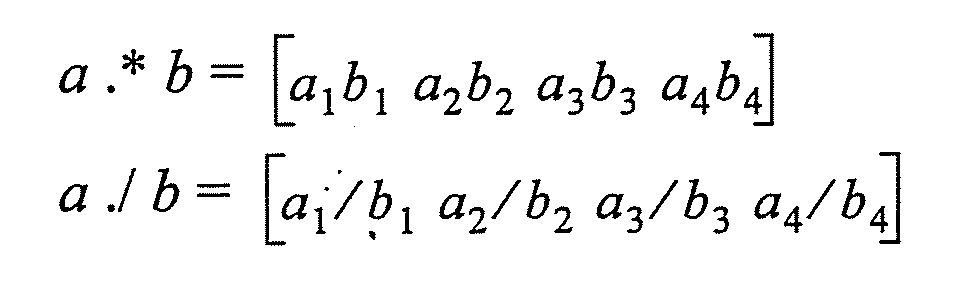 a .* b = [a₁b₁ a₂b₂ a₃b₃ a₄b₄]
a ./ b = [a₁/b₁ a₂/b₂ a₃/b₃ a₄/b₄]